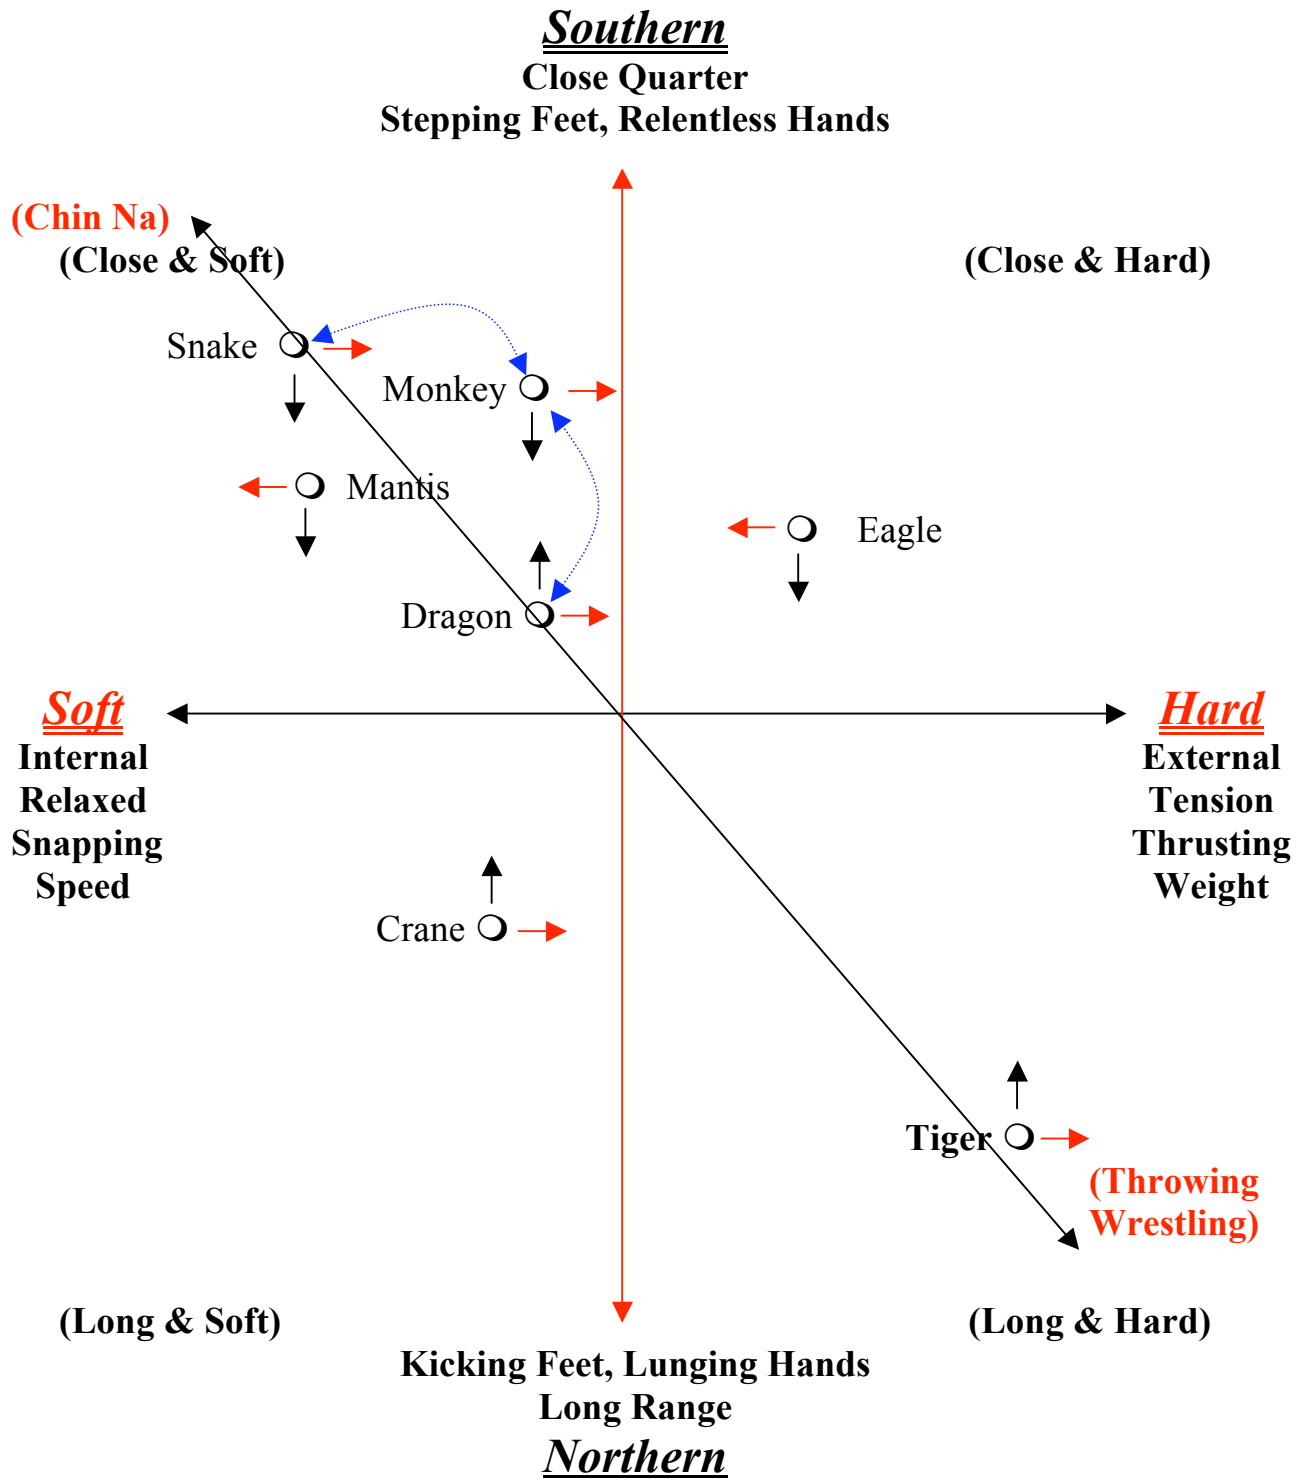 Southern
Close Quarter
Stepping Feet, Relentless Hands
(Chin Na)
(Close & Soft)
(Close & Hard)
Snake
Monkey
Mantis
Eagle
Dragon
Soft
Internal
Relaxed
Snapping
Speed
Hard
External
Tension
Thrusting
Weight
Crane
Tiger
(Throwing
Wrestling)
(Long & Soft)
(Long & Hard)
Kicking Feet, Lunging Hands
Long Range
Northern